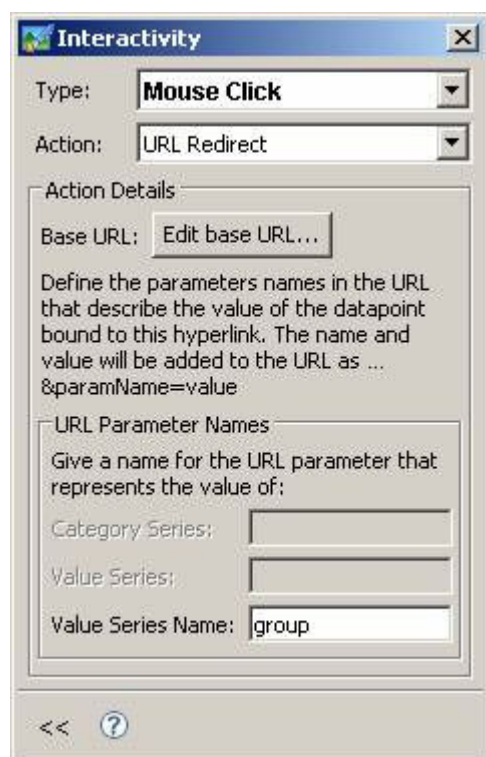 Interactivity
Type: Mouse Click
Action: URL Redirect
Action Details
Base URL: Edit base URL...
Define the parameters names in the URL
that describe the value of the datapoint
bound to this hyperlink. The name and
value will be added to the URL as ...
&paramName=value
URL Parameter Names
Give a name for the URL parameter that
represents the value of:
Category Series:
Value Series:
Value Series Name: group
<< ?